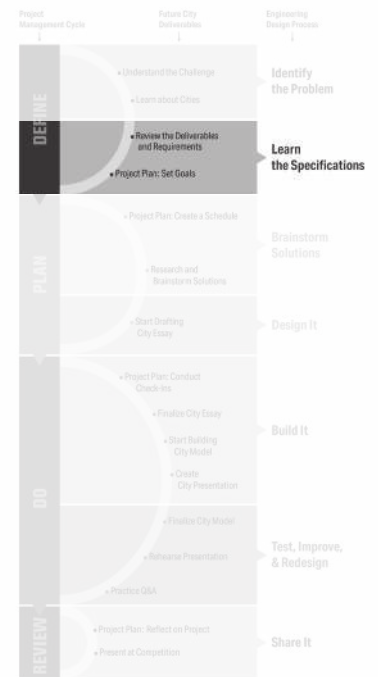 Project
Management Cycle
Future City
Deliverables
Engineering
Design Process
DEFINE
Understand the Challenge
Learn about Cities
Identify
the Problem
Review the Deliverables
and Requirements
Project Plan: Set Goals
Learn
the Specifications
PLAN
Project Plan: Create a Schedule
Research and
Brainstorm Solutions
Brainstorm
Solutions
Start Drafting
City Essay
Design It
DO
Project Plan: Conduct
Check-Ins
Finalize City Essay
Start Building
City Model
Create
City Presentation
Build It
Finalize City Model
Rehearse Presentation
Practice Q&A
Test, Improve,
& Redesign
REVIEW
Project Plan: Reflect on Project
Present at Competition
Share It